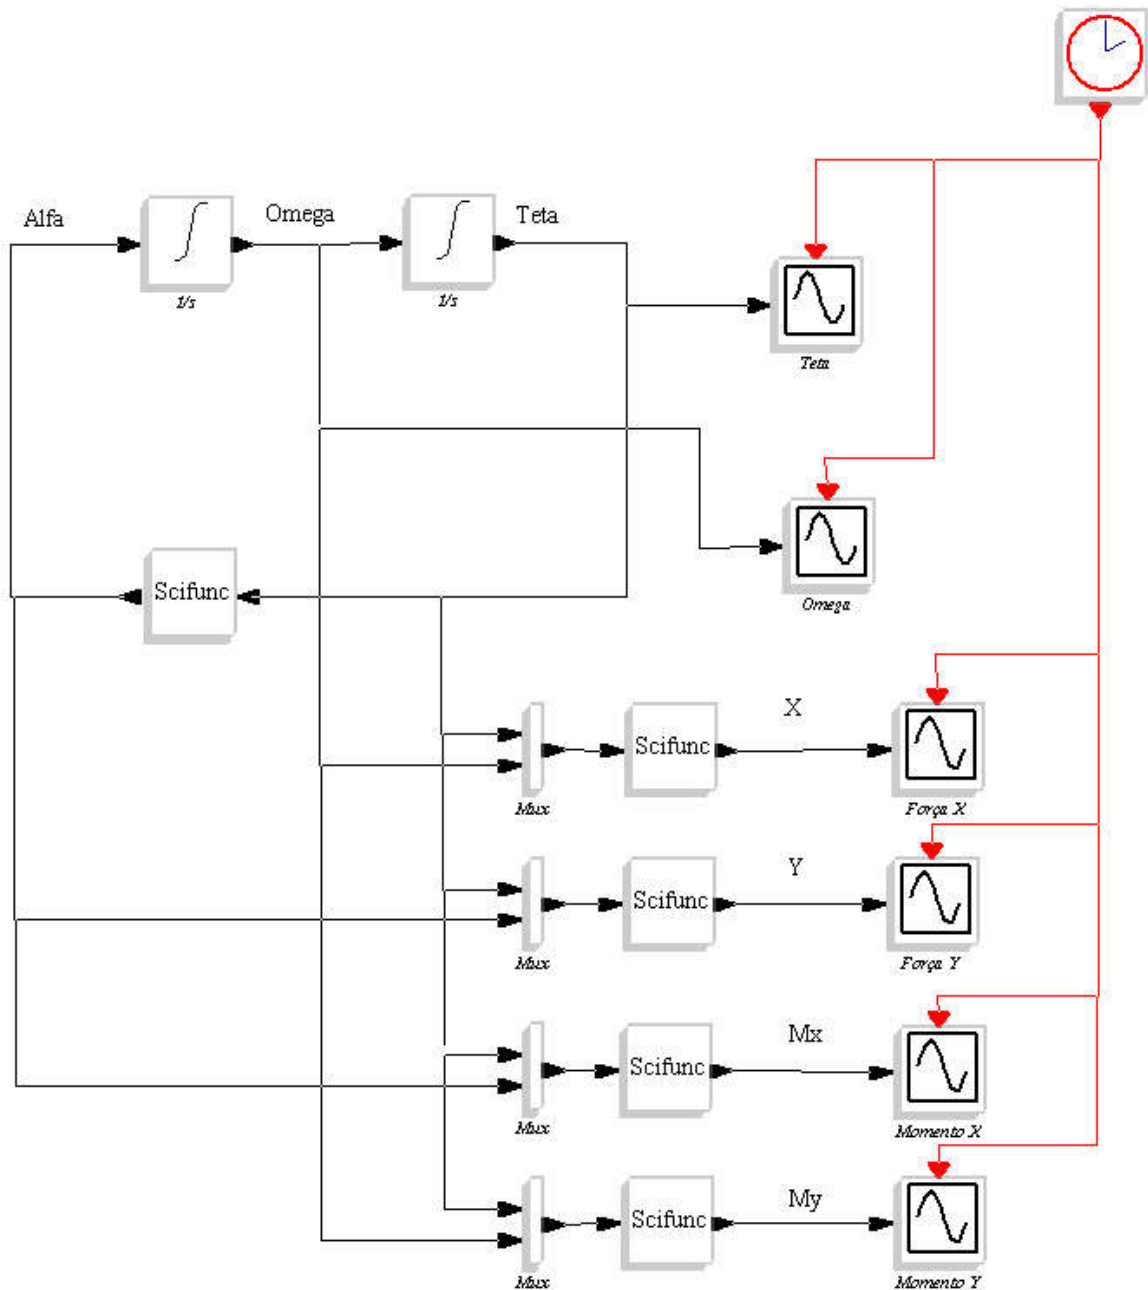 Alfa
Omega
Teta
1/s
1/s
Teta
Scifunc
Omega
X
Scifunc
Mux
Força X
Y
Scifunc
Mux
Força Y
Mx
Scifunc
Mux
Momento X
My
Scifunc
Mux
Momento Y